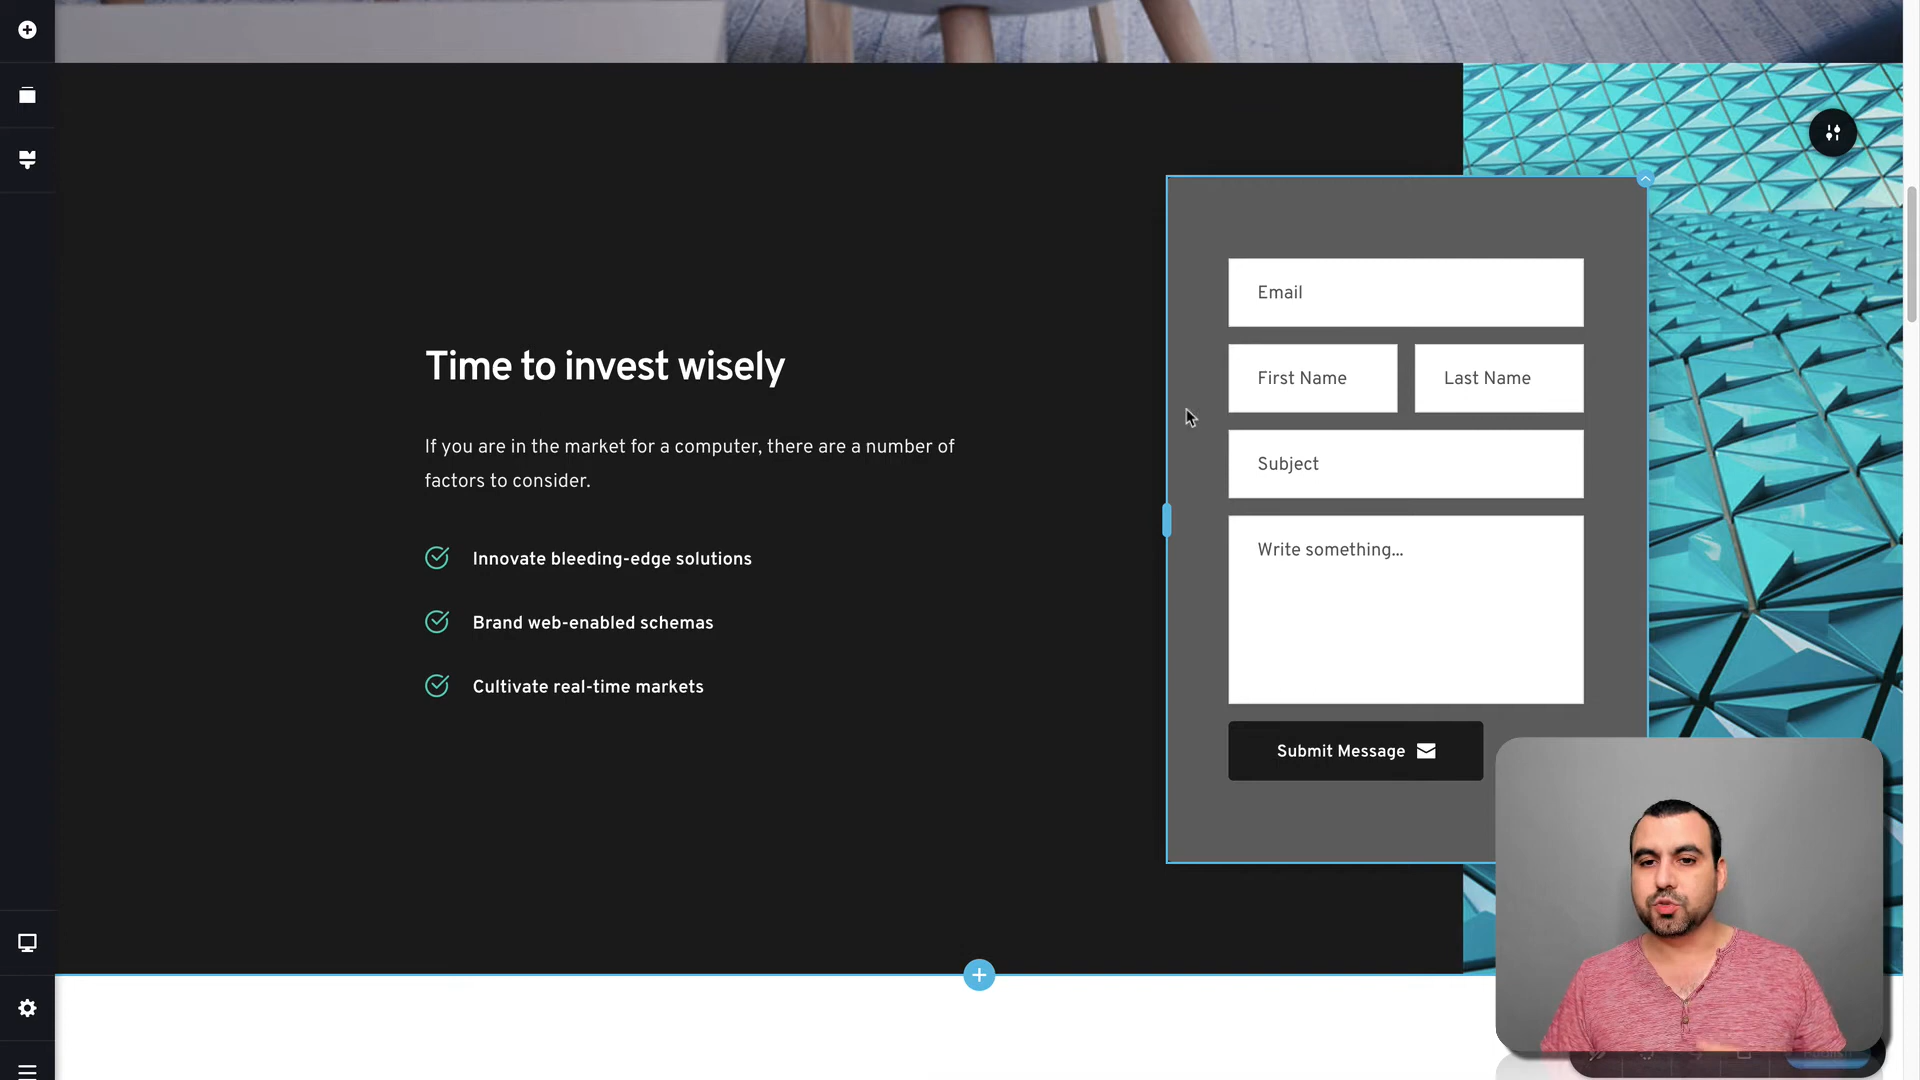 Email
First Name
Last Name
Time to invest wisely
If you are in the market for a computer, there are a number of
factors to consider.
Subject
Write something...
Innovate bleeding-edge solutions
Brand web-enabled schemas
Cultivate real-time markets
Submit Message